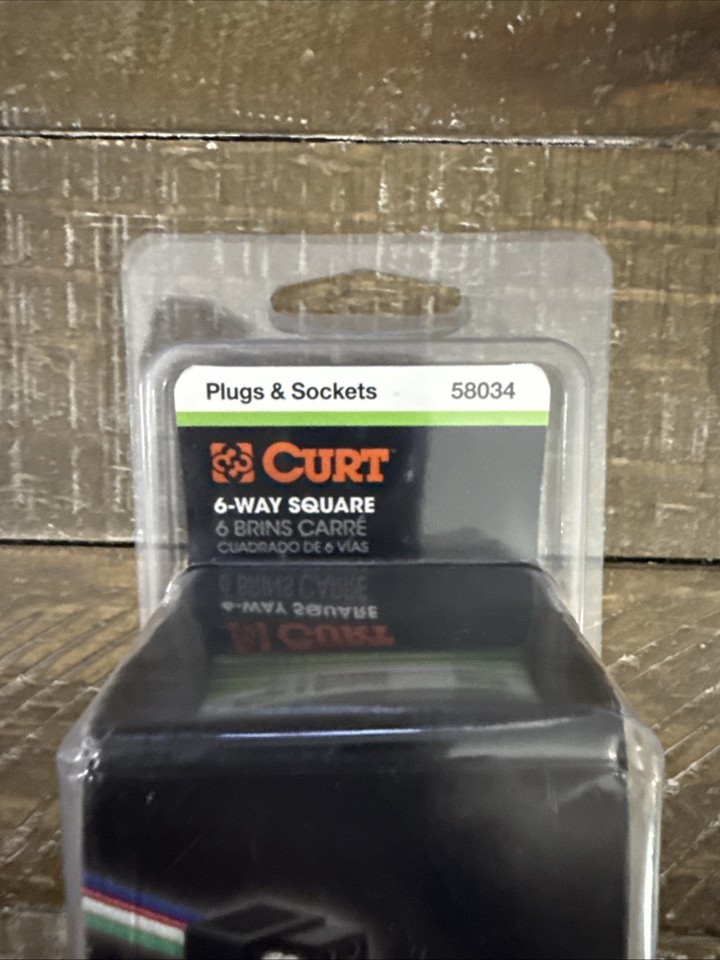 Plugs & Sockets 58034
CURT
6-WAY SQUARE
6 BRINS CARRÉ
CUADRADO DE 6 VÍAS